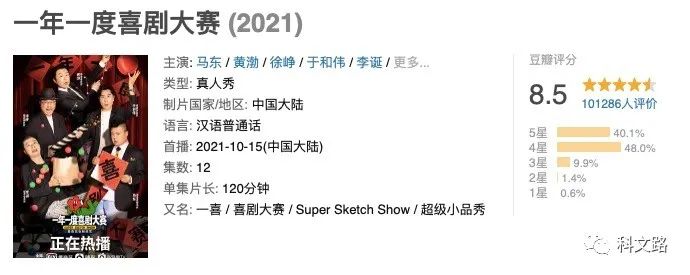 一年一度喜剧大赛 (2021)
主演: 马东 / 黄渤 / 徐峥 / 于和伟 / 李诞 / 更多...
类型: 真人秀
制片国家/地区: 中国大陆
语言: 汉语普通话
首播: 2021-10-15(中国大陆)
集数: 12
单集片长: 120分钟
又名: 一喜 / 喜剧大赛 / Super Sketch Show / 超级小品秀
豆瓣评分
8.5
101286人评价
5星 40.1%
4星 48.0%
3星 9.9%
2星 1.4%
1星 0.6%
喜
一年一度喜剧大赛
正在热播
科文路